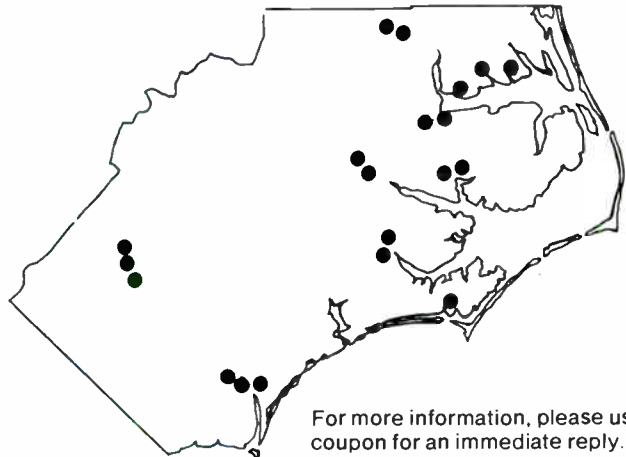 For more information, please us
coupon for an immediate reply.